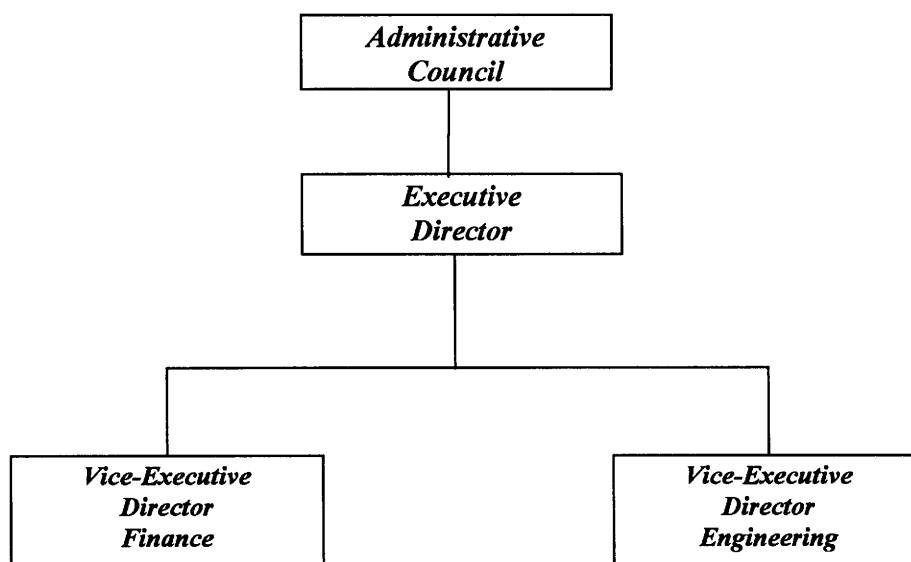 Administrative
Council
Executive
Director
Vice-Executive
Director
Finance
Vice-Executive
Director
Engineering